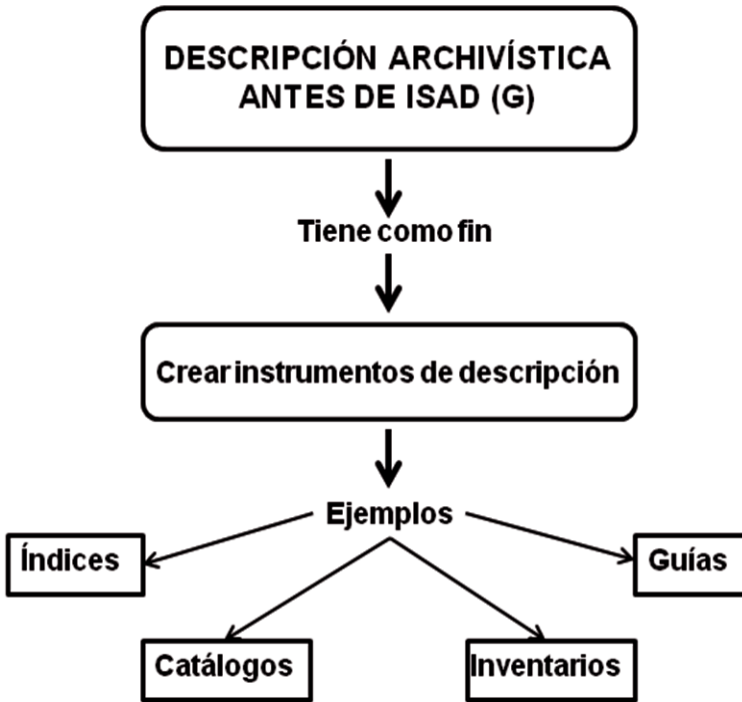 DESCRIPCIÓN ARCHIVÍSTICA
ANTES DE ISAD (G)
Tiene como fin
Crear instrumentos de descripción
Ejemplos
Índices
Guías
Catálogos
Inventarios